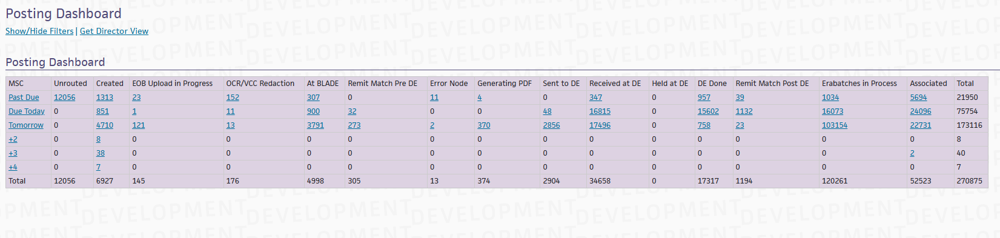 Posting Dashboard
Show/Hide Filters | Get Director View
Posting Dashboard
MSC Unrouted Created EOB Upload in Progress OCR/VCC Redaction At BLADE Remit Match Pre DE Error Node Generating PDF Sent to DE Received at DE Held at DE DE Done Remit Match Post DE Erabatches in Process Associated Total
Past Due 12056 1313 23 152 307 0 11 4 0 347 0 957 39 1034 5694 21950
Due Today 0 851 1 11 900 32 0 0 48 16815 0 15602 1132 16073 24096 75754
Tomorrow 0 4710 121 13 3791 273 2 370 2856 17496 0 758 23 103154 22731 173116
+2 0 8 0 0 0 0 0 0 0 0 0 0 0 0 0 8
+3 0 38 0 0 0 0 0 0 0 0 0 0 0 0 2 40
+4 0 7 0 0 0 0 0 0 0 0 0 0 0 0 0 7
Total 12056 6927 145 176 4998 305 13 374 2904 34658 0 17317 1194 120261 52523 270875
DEVELOPMENT